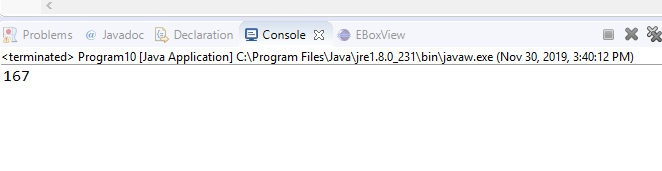 Problems @ Javadoc Declaration Console EBoxView
<terminated> Program10 [Java Application] C:\Program Files\Java\jre1.8.0_231\bin\javaw.exe (Nov 30, 2019, 3:40:12 PM)
167